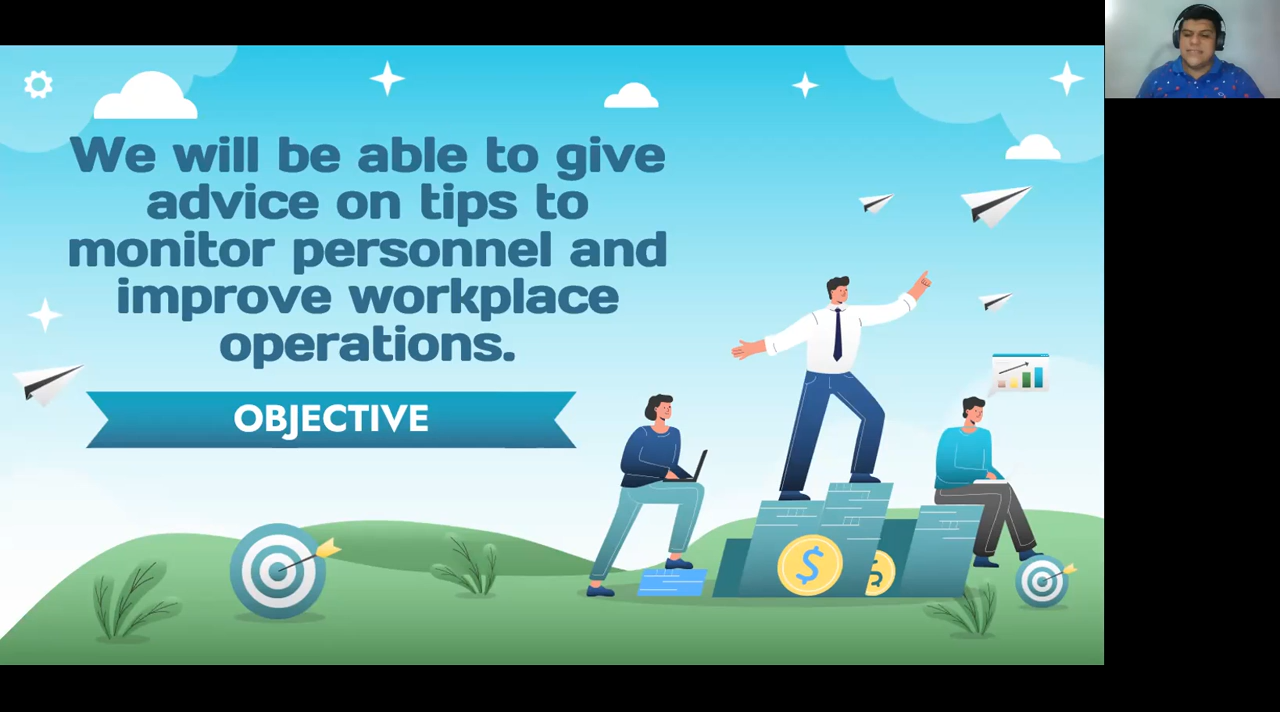 We will be able to give
advice on tips to
monitor personnel and
improve workplace
operations.
OBJECTIVE